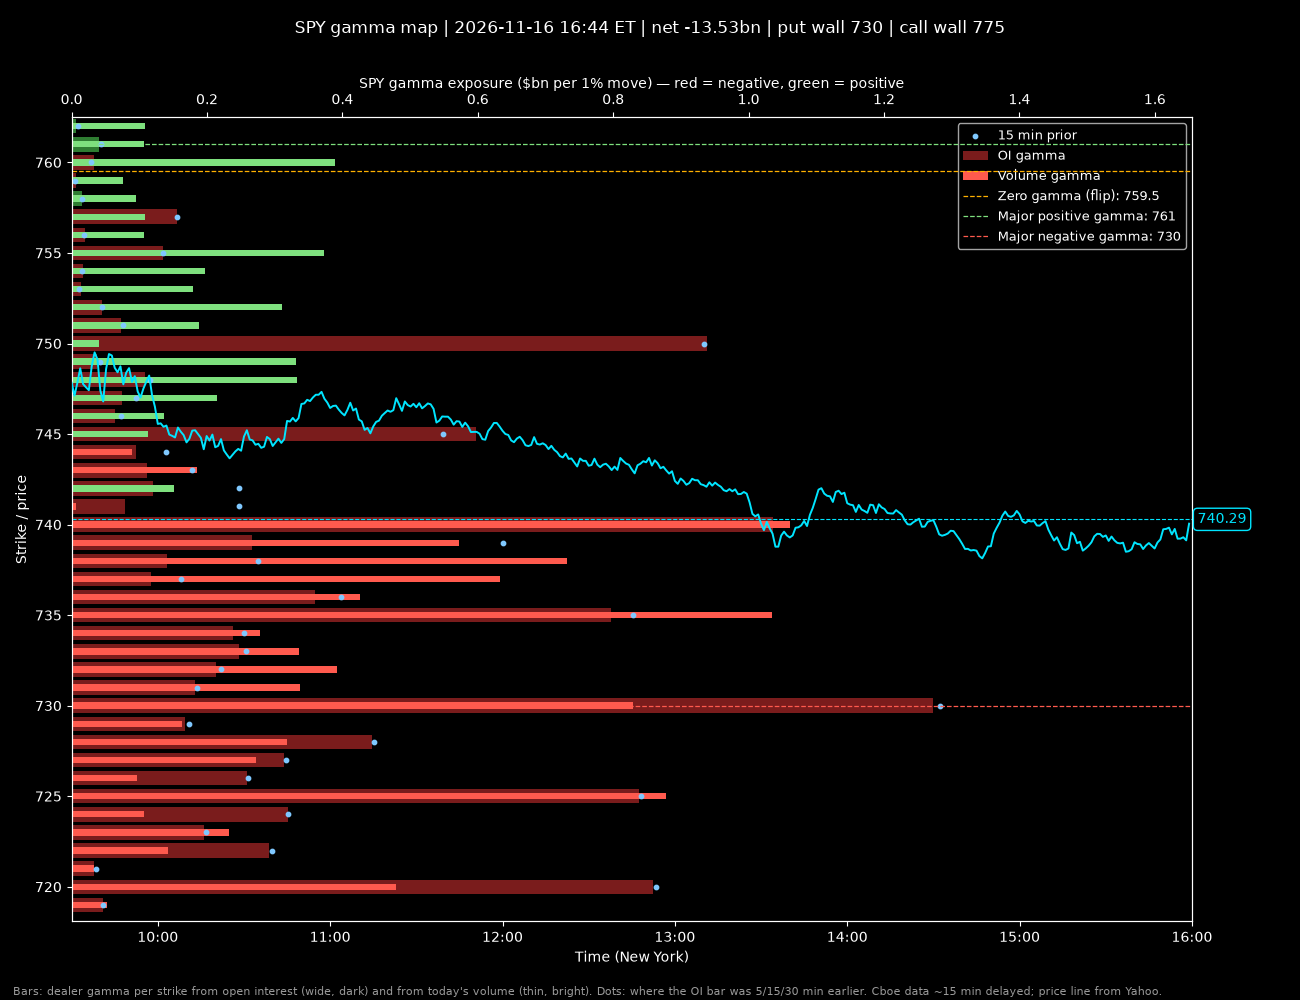 SPY gamma map | 2026-11-16 16:44 ET | net -13.53bn | put wall 730 | call wall 775
SPY gamma exposure ($bn per 1% move) — red = negative, green = positive
0.0 0.2 0.4 0.6 0.8 1.0 1.2 1.4 1.6
15 min prior
OI gamma
Volume gamma
Zero gamma (flip): 759.5
Major positive gamma: 761
Major negative gamma: 730
760
755
750
745
740
735
730
725
720
Strike / price
740.29
10:00 11:00 12:00 13:00 14:00 15:00 16:00
Time (New York)
Bars: dealer gamma per strike from open interest (wide, dark) and from today's volume (thin, bright). Dots: where the OI bar was 5/15/30 min earlier. Cboe data ~15 min delayed; price line from Yahoo.